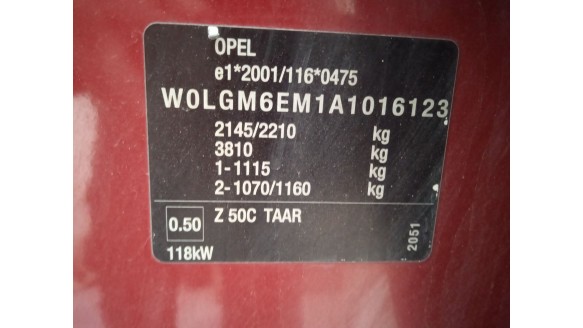 OPEL
e1*2001/116*0475
W0LGM6EM1A1016123
2145/2210 kg
3810 kg
1-1115 kg
2-1070/1160 kg
0.50 Z 50C TAAR
118kW
2051